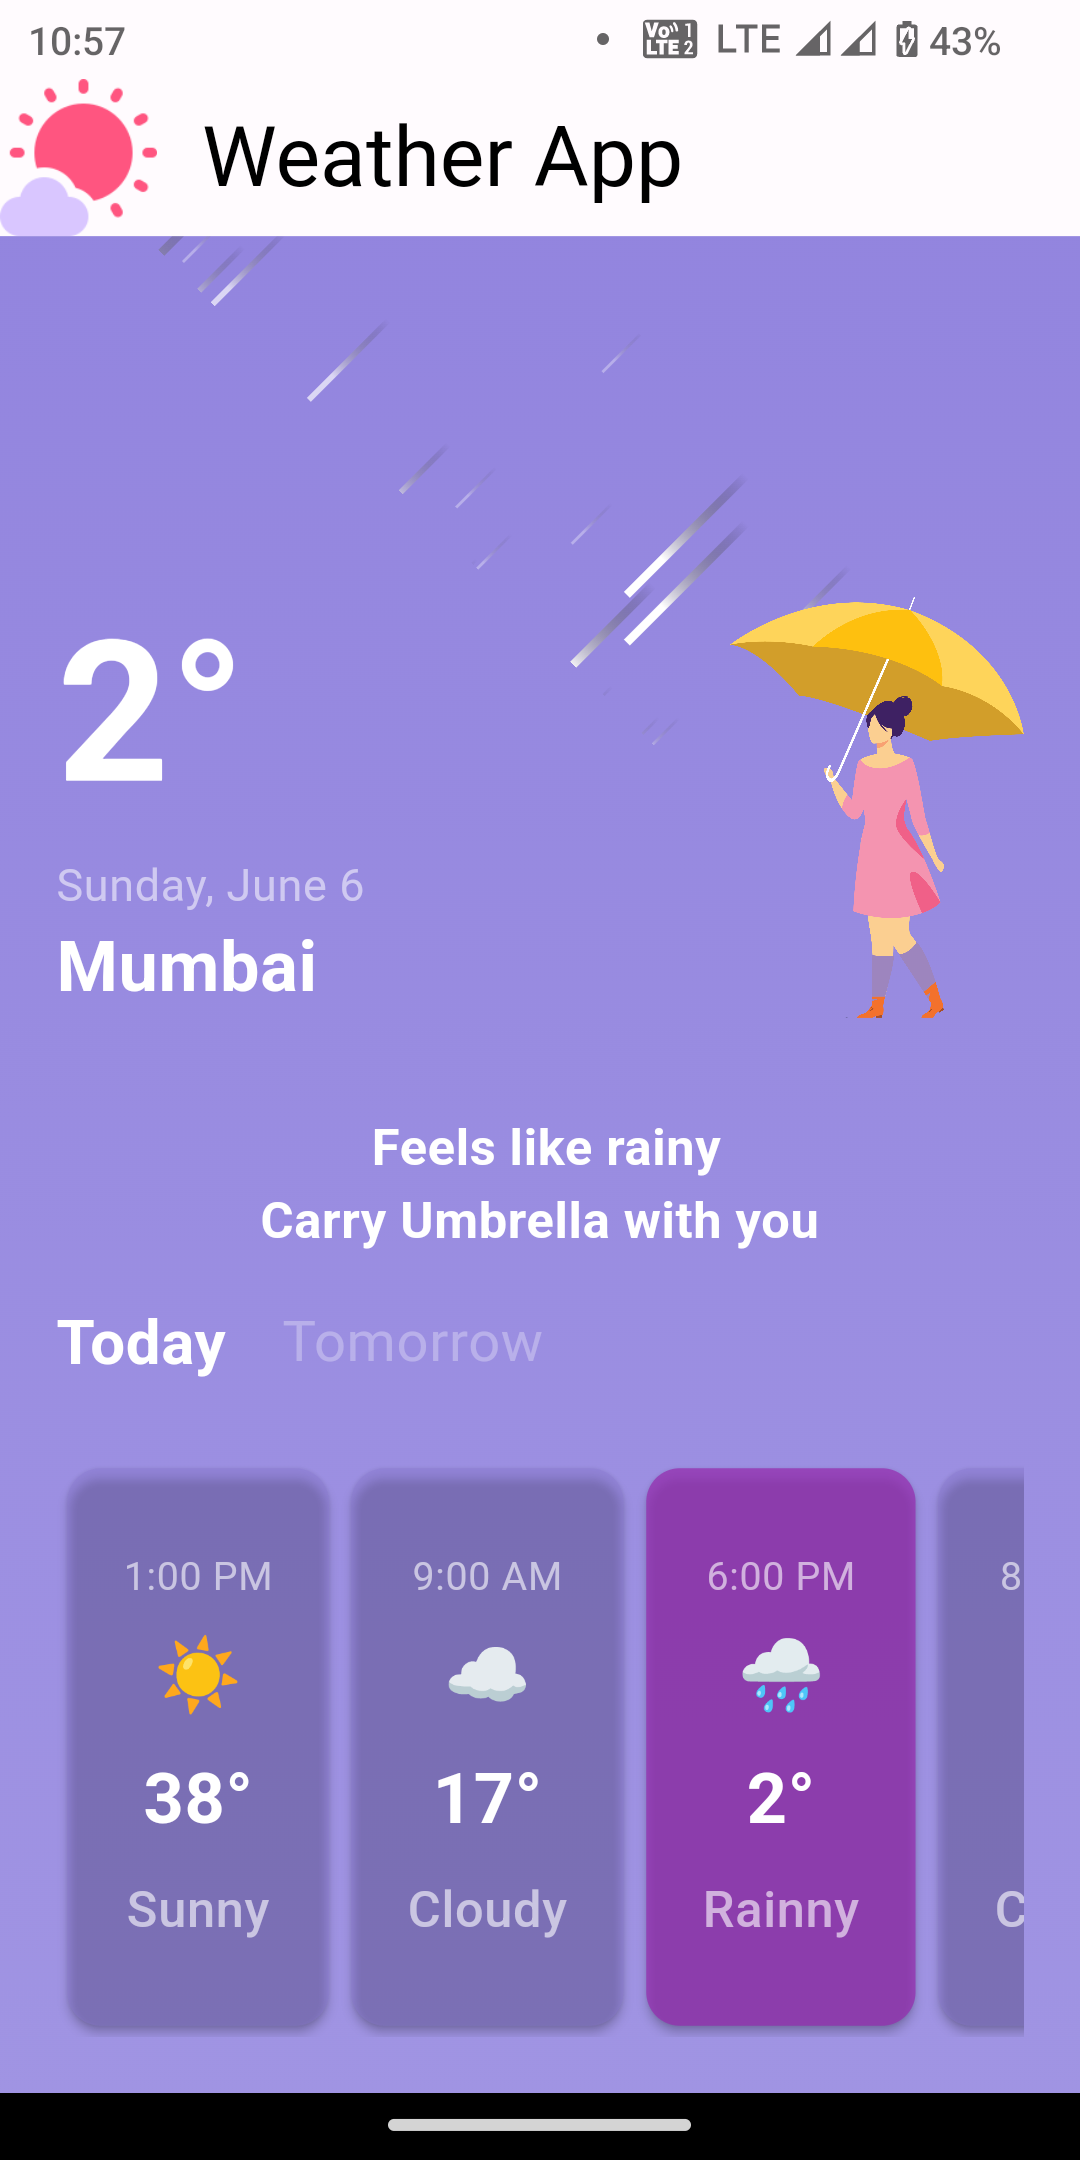 10:57
Vo)) 1
LTE 2
LTE
43%
Weather App
2°
Sunday, June 6
Mumbai
Feels like rainy
Carry Umbrella with you
Today Tomorrow
1:00 PM 9:00 AM 6:00 PM 8
38° 17° 2°
Sunny Cloudy Rainny C